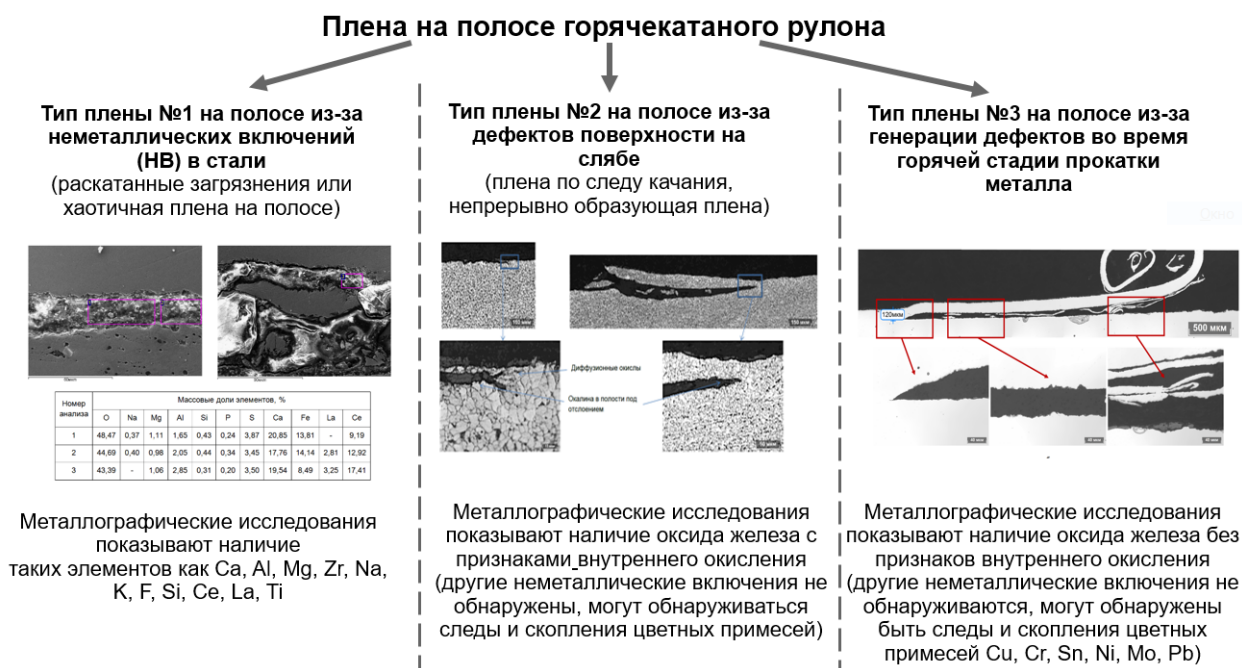 Плена на полосе горячекатаного рулона
Тип плены №1 на полосе из-за
неметаллических включений
(НВ) в стали
(раскатанные загрязнения или
хаотичная плена на полосе)
Номер анализа | Массовые доли элементов, %
O | Na | Mg | Al | Si | P | S | Ca | Fe | La | Ce
1 | 48,47 | 0,37 | 1,11 | 1,65 | 0,43 | 0,24 | 3,87 | 20,85 | 13,81 | - | 9,19
2 | 44,69 | 0,40 | 0,98 | 2,05 | 0,44 | 0,34 | 3,45 | 17,76 | 14,14 | 2,81 | 12,92
3 | 43,39 | - | 1,06 | 2,85 | 0,31 | 0,20 | 3,50 | 19,54 | 8,49 | 3,25 | 17,41
Металлографические исследования
показывают наличие
таких элементов как Ca, Al, Mg, Zr, Na,
K, F, Si, Ce, La, Ti
Тип плены №2 на полосе из-за
дефектов поверхности на
слябе
(плена по следу качания,
непрерывно образующая плена)
Диффузионные окислы
Окалина в полости под
отслоением
Металлографические исследования
показывают наличие оксида железа с
признаками_внутреннего окисления
(другие неметаллические включения не
обнаружены, могут обнаруживаться
следы и скопления цветных примесей)
Тип плены №3 на полосе из-за
генерации дефектов во время
горячей стадии прокатки
металла
120мкм
500 мкм
Металлографические исследования
показывают наличие оксида железа без
признаков внутреннего окисления
(другие неметаллические включения не
обнаруживаются, могут обнаружены
быть следы и скопления цветных
примесей Cu, Cr, Sn, Ni, Mo, Pb)